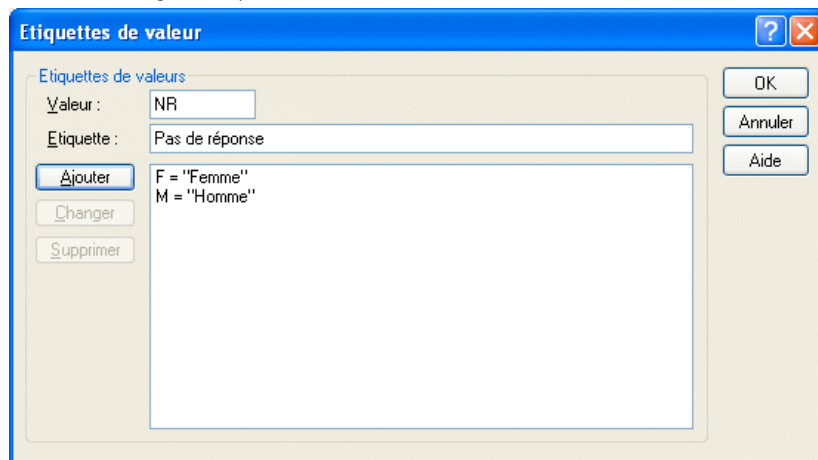 Etiquettes de valeur
Etiquettes de valeurs
Valeur : NR
Etiquette : Pas de réponse
Ajouter
Changer
Supprimer
F = "Femme"
M = "Homme"
OK
Annuler
Aide